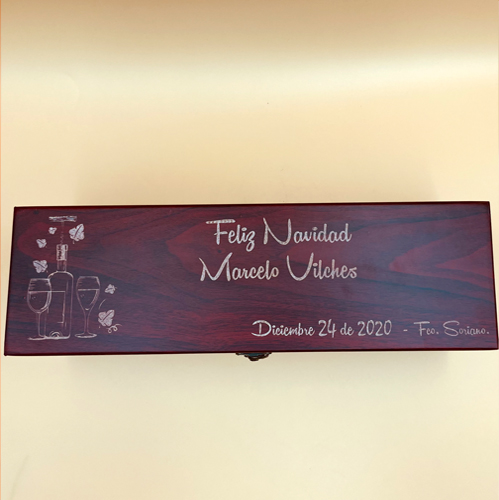 Feliz Navidad
Marcelo Vilches
Diciembre 24 de 2020 - Fco. Soriano.